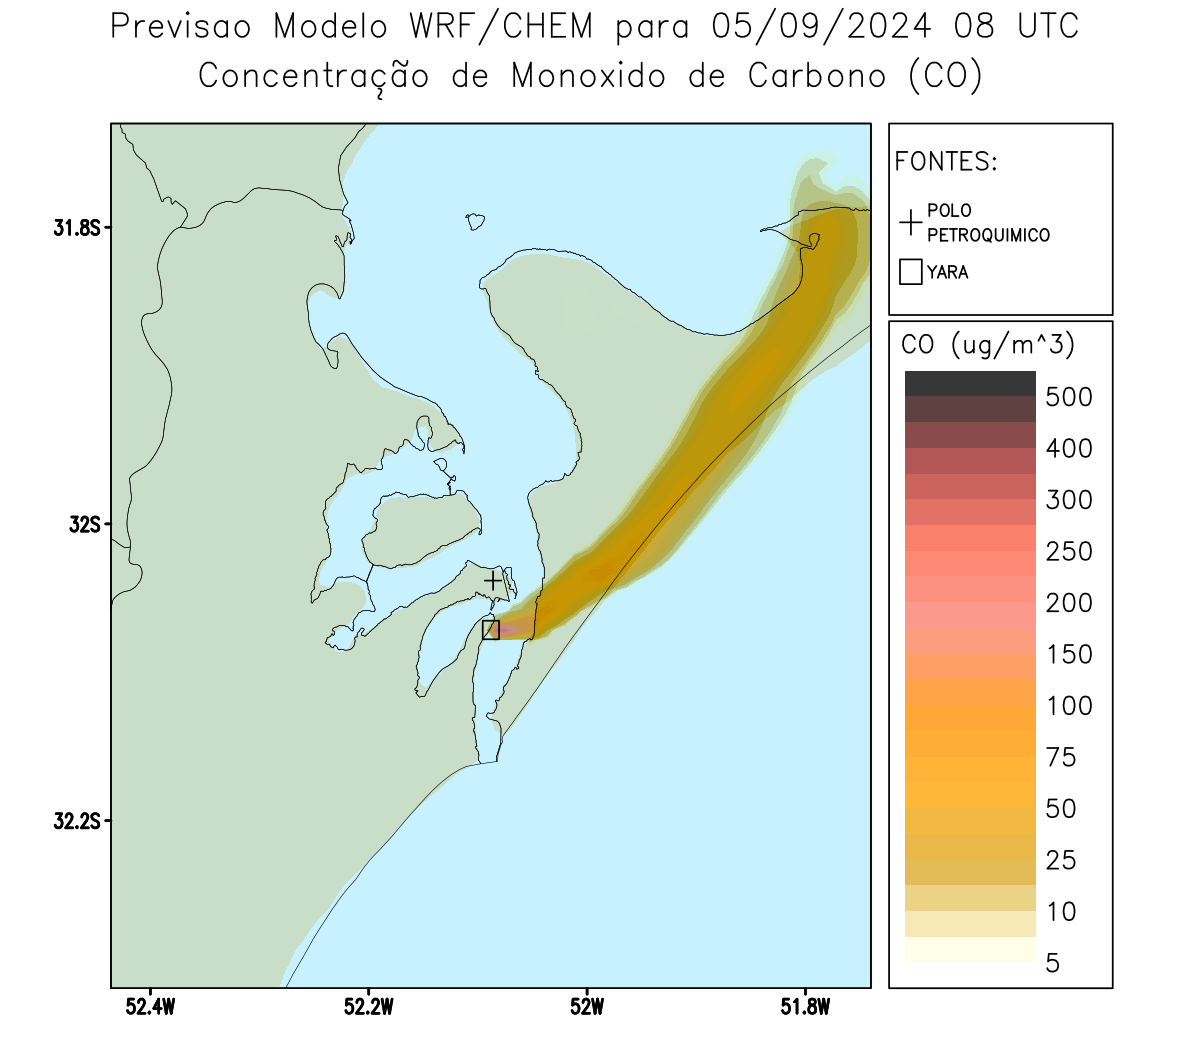 Previsao Modelo WRF/CHEM para 05/09/2024 08 UTC
Concentração de Monoxido de Carbono (CO)
FONTES:
POLO
PETROQUIMICO
YARA
31.8S
32S
32.2S
52.4W
52.2W
52W
51.8W
CO (ug/m^3)
500
400
300
250
200
150
100
75
50
25
10
5